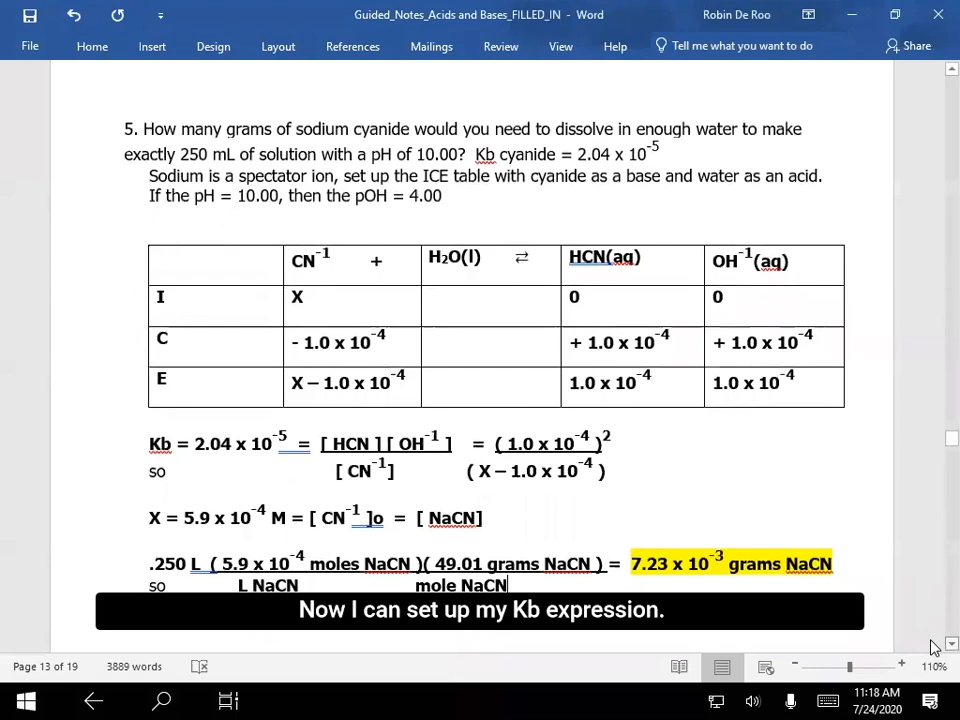 Guided_Notes_Acids and Bases_FILLED_IN - Word
Robin De Roo
File Home Insert Design Layout References Mailings Review View Help Tell me what you want to do Share
5. How many grams of sodium cyanide would you need to dissolve in enough water to make
exactly 250 mL of solution with a pH of 10.00? Kb cyanide = 2.04 x 10⁻⁵
Sodium is a spectator ion, set up the ICE table with cyanide as a base and water as an acid.
If the pH = 10.00, then the pOH = 4.00
CN⁻¹ + H₂O(l) ⇄ HCN(aq) OH⁻¹(aq)
I X 0 0
C - 1.0 x 10⁻⁴ + 1.0 x 10⁻⁴ + 1.0 x 10⁻⁴
E X – 1.0 x 10⁻⁴ 1.0 x 10⁻⁴ 1.0 x 10⁻⁴
Kb = 2.04 x 10⁻⁵ = [ HCN ] [ OH⁻¹ ] = ( 1.0 x 10⁻⁴ )²
so [ CN⁻¹] ( X – 1.0 x 10⁻⁴ )
X = 5.9 x 10⁻⁴ M = [ CN⁻¹ ]o = [ NaCN]
.250 L ( 5.9 x 10⁻⁴ moles NaCN )( 49.01 grams NaCN ) = 7.23 x 10⁻³ grams NaCN
so L NaCN mole NaCN
Now I can set up my Kb expression.
Page 13 of 19 3889 words 110%
11:18 AM
7/24/2020